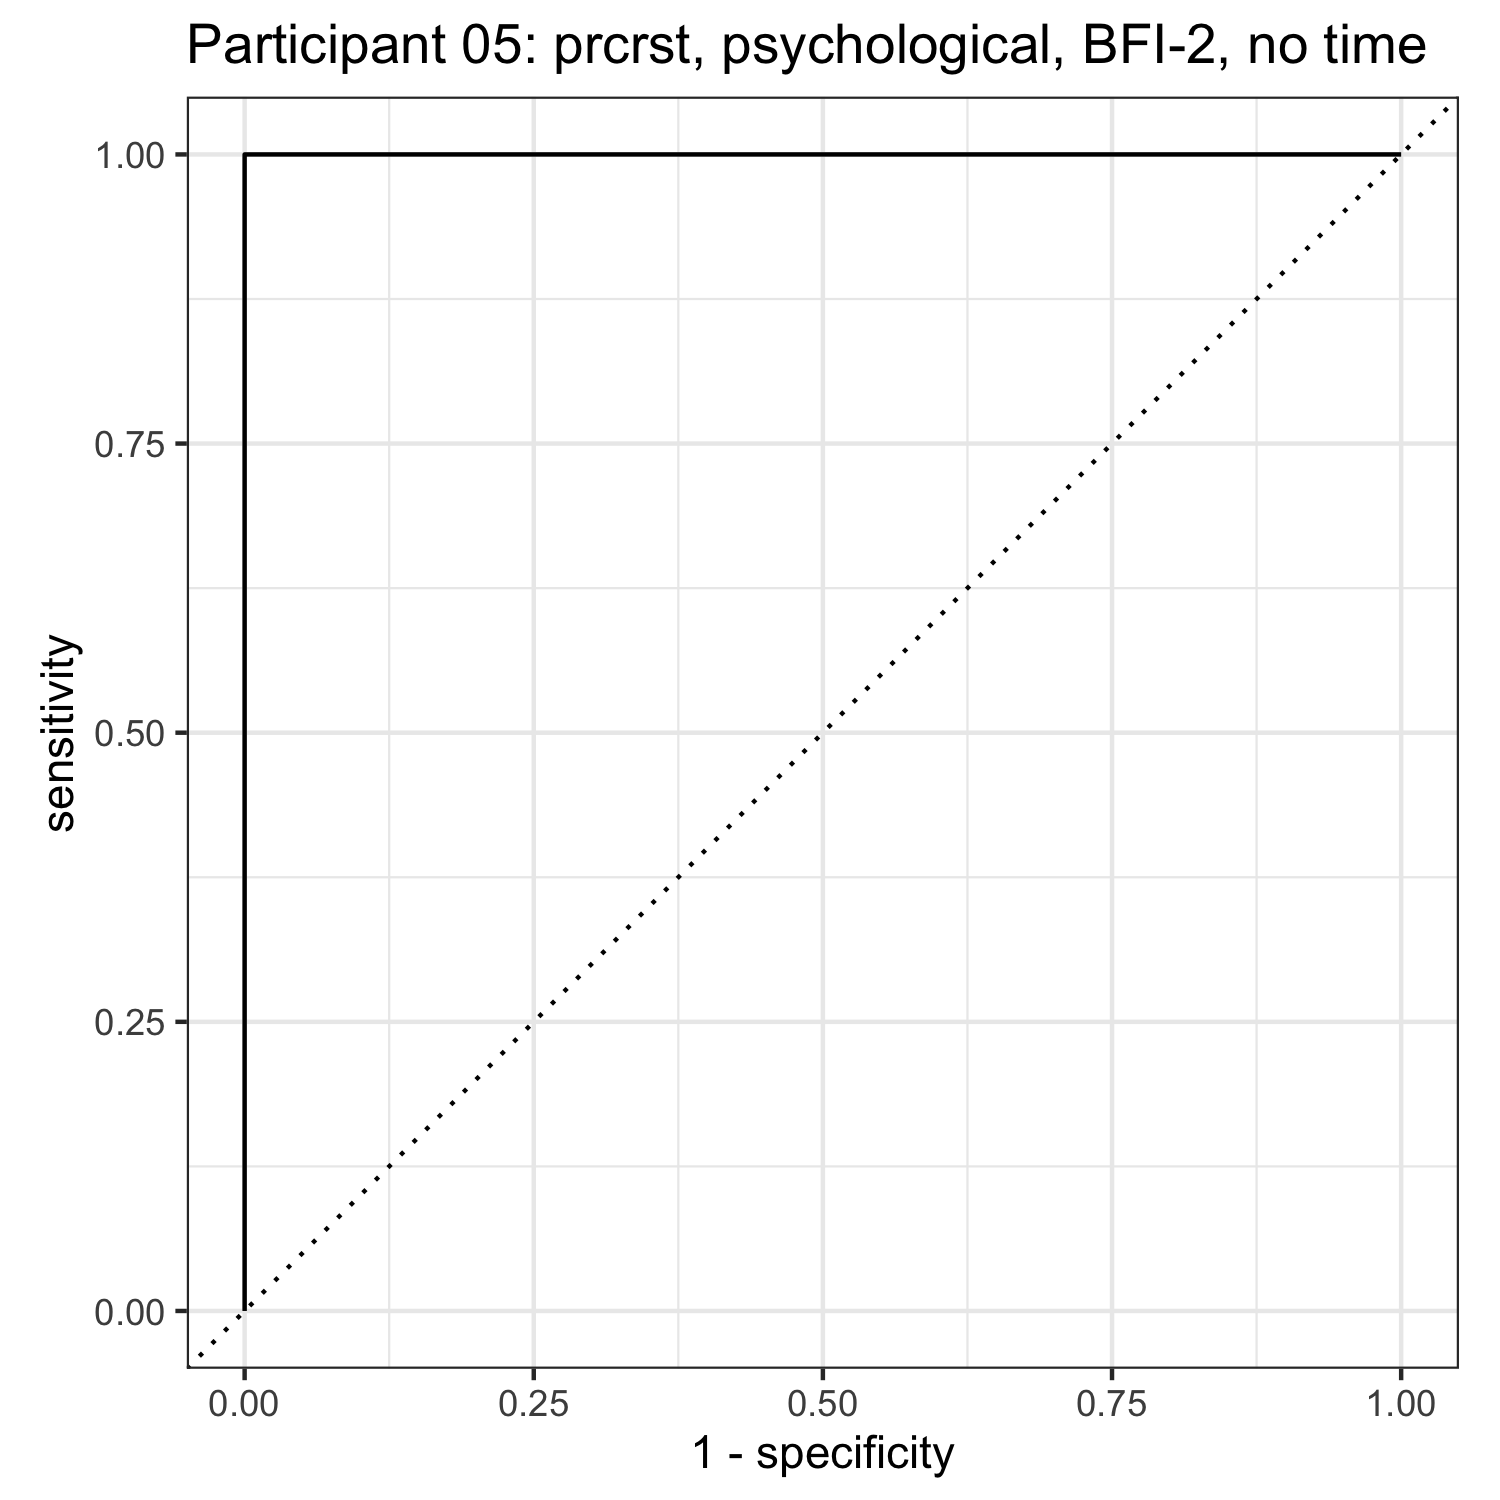 Participant 05: prcrst, psychological, BFI-2, no time
1.00
0.75
0.50
0.25
0.00
sensitivity
0.00 0.25 0.50 0.75 1.00
1 - specificity